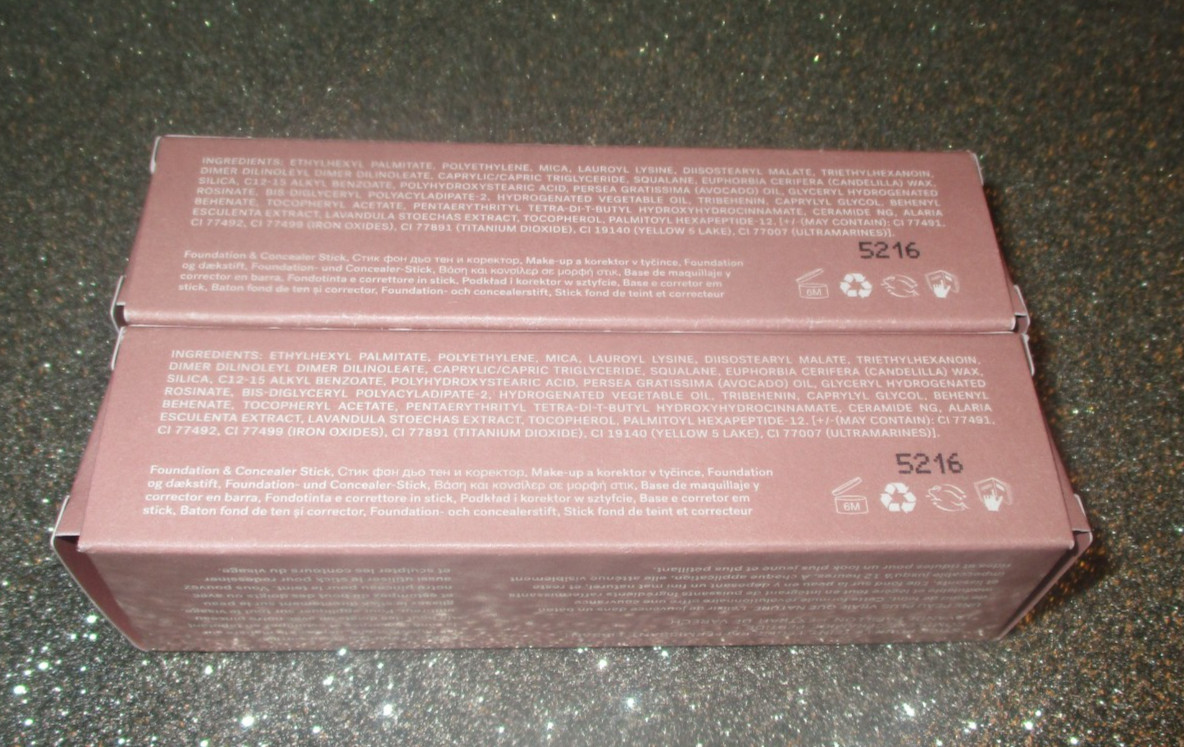 INGREDIENTS: ETHYLHEXYL PALMITATE, POLYETHYLENE, MICA, LAUROYL LYSINE, DIISOSTEARYL MALATE, TRIETHYLHEXANOIN,
DIMER DILINOLEYL DIMER DILINOLEATE, CAPRYLIC/CAPRIC TRIGLYCERIDE, SQUALANE, EUPHORBIA CERIFERA (CANDELILLA) WAX,
SILICA, C12-15 ALKYL BENZOATE, POLYHYDROXYSTEARIC ACID, PERSEA GRATISSIMA (AVOCADO) OIL, GLYCERYL HYDROGENATED
ROSINATE, BIS-DIGLYCERYL POLYACYLADIPATE-2, HYDROGENATED VEGETABLE OIL, TRIBEHENIN, CAPRYLYL GLYCOL, BEHENYL
BEHENATE, TOCOPHERYL ACETATE, PENTAERYTHRITYL TETRA-DI-T-BUTYL HYDROXYHYDROCINNAMATE, CERAMIDE NG, ALARIA
ESCULENTA EXTRACT, LAVANDULA STOECHAS EXTRACT, TOCOPHEROL, PALMITOYL HEXAPEPTIDE-12. [+/-(MAY CONTAIN): CI 77491,
CI 77492, CI 77499 (IRON OXIDES), CI 77891 (TITANIUM DIOXIDE), CI 19140 (YELLOW 5 LAKE), CI 77007 (ULTRAMARINES)].
5216
Foundation & Concealer Stick, Стик фон дьо тен и коректор, Make-up a korektor v tyčince, Foundation
og dækstift, Foundation- und Concealer-Stick, Βάση και κονσίλερ σε μορφή στικ, Base de maquillaje y
corrector en barra, Fondotinta e correttore in stick, Podkład i korektor w sztyfcie, Base e corretor em
stick, Baton fond de ten și corrector, Foundation- och concealerstift, Stick fond de teint et correcteur
6M
INGREDIENTS: ETHYLHEXYL PALMITATE, POLYETHYLENE, MICA, LAUROYL LYSINE, DIISOSTEARYL MALATE, TRIETHYLHEXANOIN,
DIMER DILINOLEYL DIMER DILINOLEATE, CAPRYLIC/CAPRIC TRIGLYCERIDE, SQUALANE, EUPHORBIA CERIFERA (CANDELILLA) WAX,
SILICA, C12-15 ALKYL BENZOATE, POLYHYDROXYSTEARIC ACID, PERSEA GRATISSIMA (AVOCADO) OIL, GLYCERYL HYDROGENATED
ROSINATE, BIS-DIGLYCERYL POLYACYLADIPATE-2, HYDROGENATED VEGETABLE OIL, TRIBEHENIN, CAPRYLYL GLYCOL, BEHENYL
BEHENATE, TOCOPHERYL ACETATE, PENTAERYTHRITYL TETRA-DI-T-BUTYL HYDROXYHYDROCINNAMATE, CERAMIDE NG, ALARIA
ESCULENTA EXTRACT, LAVANDULA STOECHAS EXTRACT, TOCOPHEROL, PALMITOYL HEXAPEPTIDE-12. [+/-(MAY CONTAIN): CI 77491,
CI 77492, CI 77499 (IRON OXIDES), CI 77891 (TITANIUM DIOXIDE), CI 19140 (YELLOW 5 LAKE), CI 77007 (ULTRAMARINES)].
5216
Foundation & Concealer Stick, Стик фон дьо тен и коректор, Make-up a korektor v tyčince, Foundation
og dækstift, Foundation- und Concealer-Stick, Βάση και κονσίλερ σε μορφή στικ, Base de maquillaje y
corrector en barra, Fondotinta e correttore in stick, Podkład i korektor w sztyfcie, Base e corretor em
stick, Baton fond de ten și corrector, Foundation- och concealerstift, Stick fond de teint et correcteur
6M
et sculpter les contours du visage.
aussi utiliser le stick pour redessiner